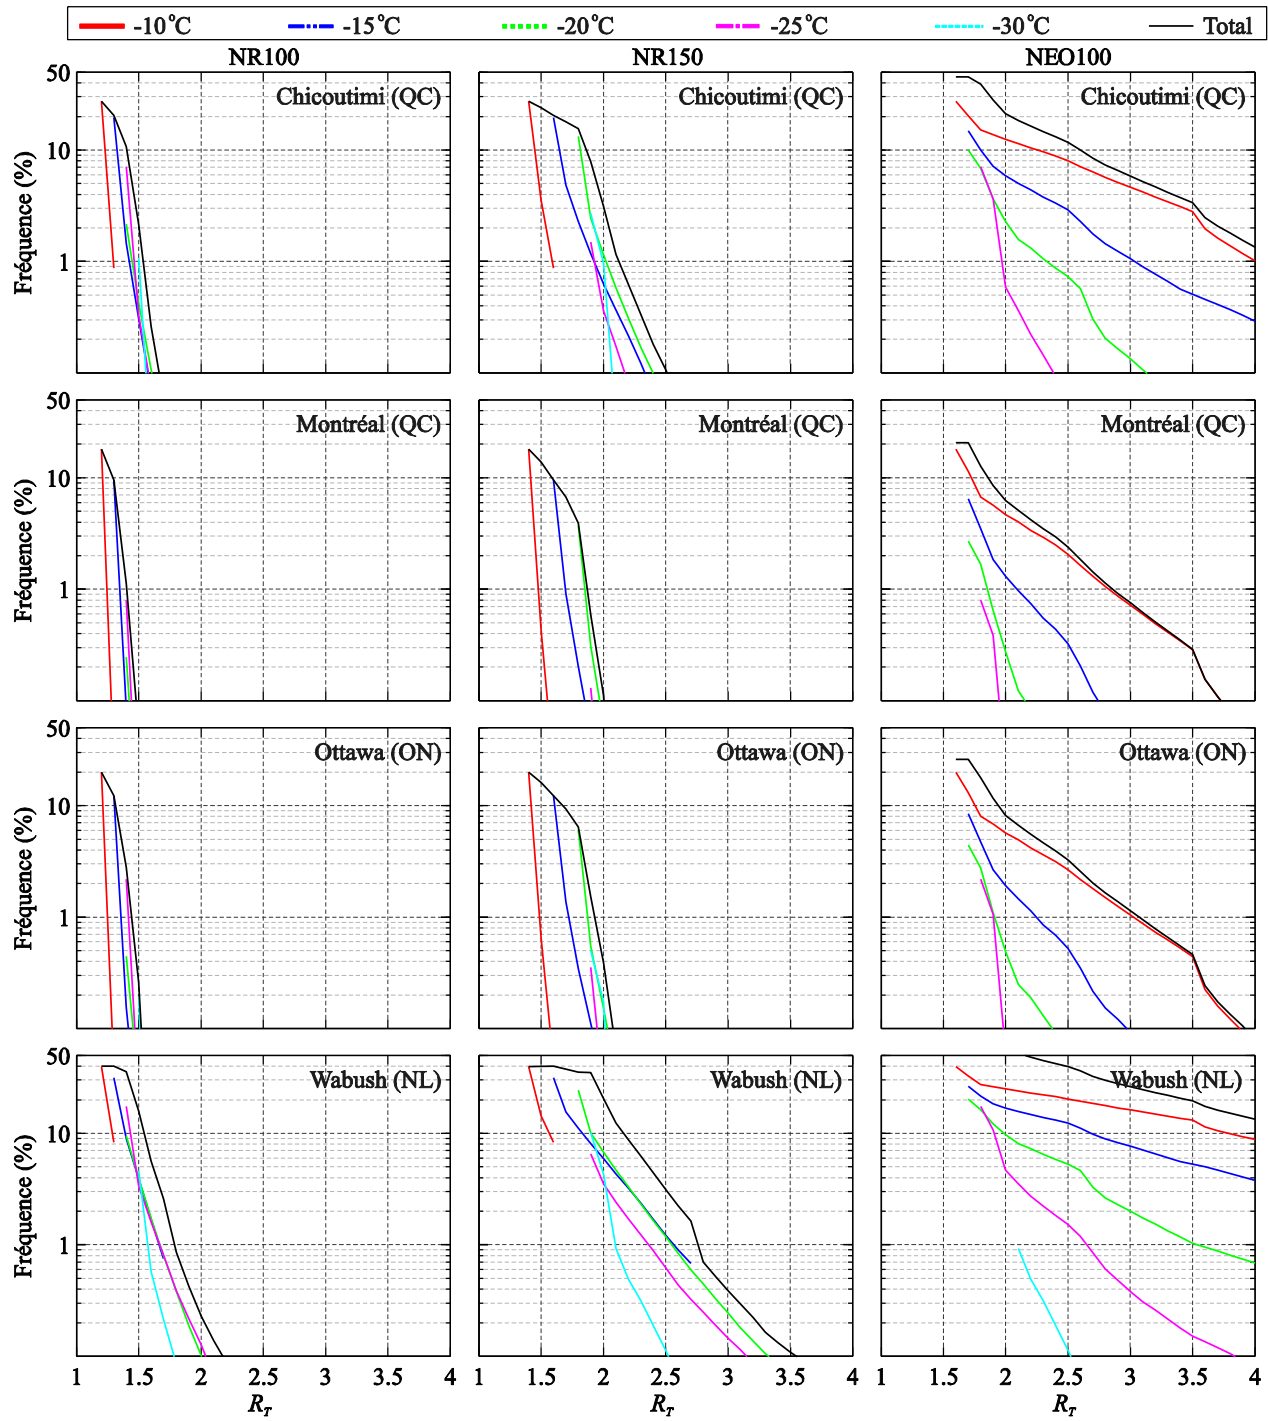 -10°C -15°C -20°C -25°C -30°C Total
NR100 NR150 NEO100
50 Chicoutimi (QC) Chicoutimi (QC) Chicoutimi (QC)
10
Fréquence (%)
1
50 Montréal (QC) Montréal (QC) Montréal (QC)
10
Fréquence (%)
1
50 Ottawa (ON) Ottawa (ON) Ottawa (ON)
10
Fréquence (%)
1
50 Wabush (NL) Wabush (NL) Wabush (NL)
10
Fréquence (%)
1
1 1.5 2 2.5 3 3.5 4 1 1.5 2 2.5 3 3.5 4 1 1.5 2 2.5 3 3.5 4
R_T R_T R_T